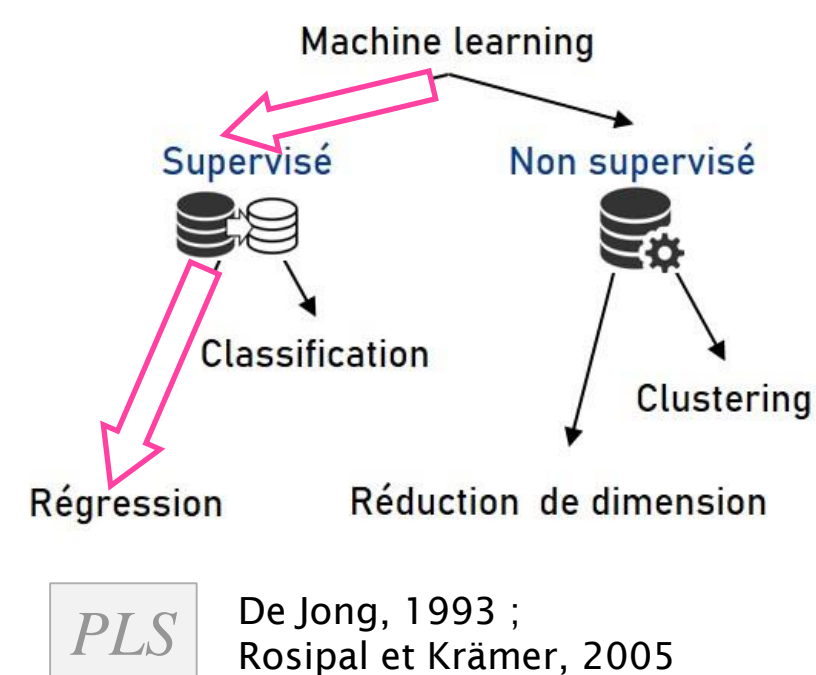 Machine learning
Supervisé
Non supervisé
Classification
Clustering
Régression
Réduction de dimension
PLS
De Jong, 1993 ;
Rosipal et Krämer, 2005